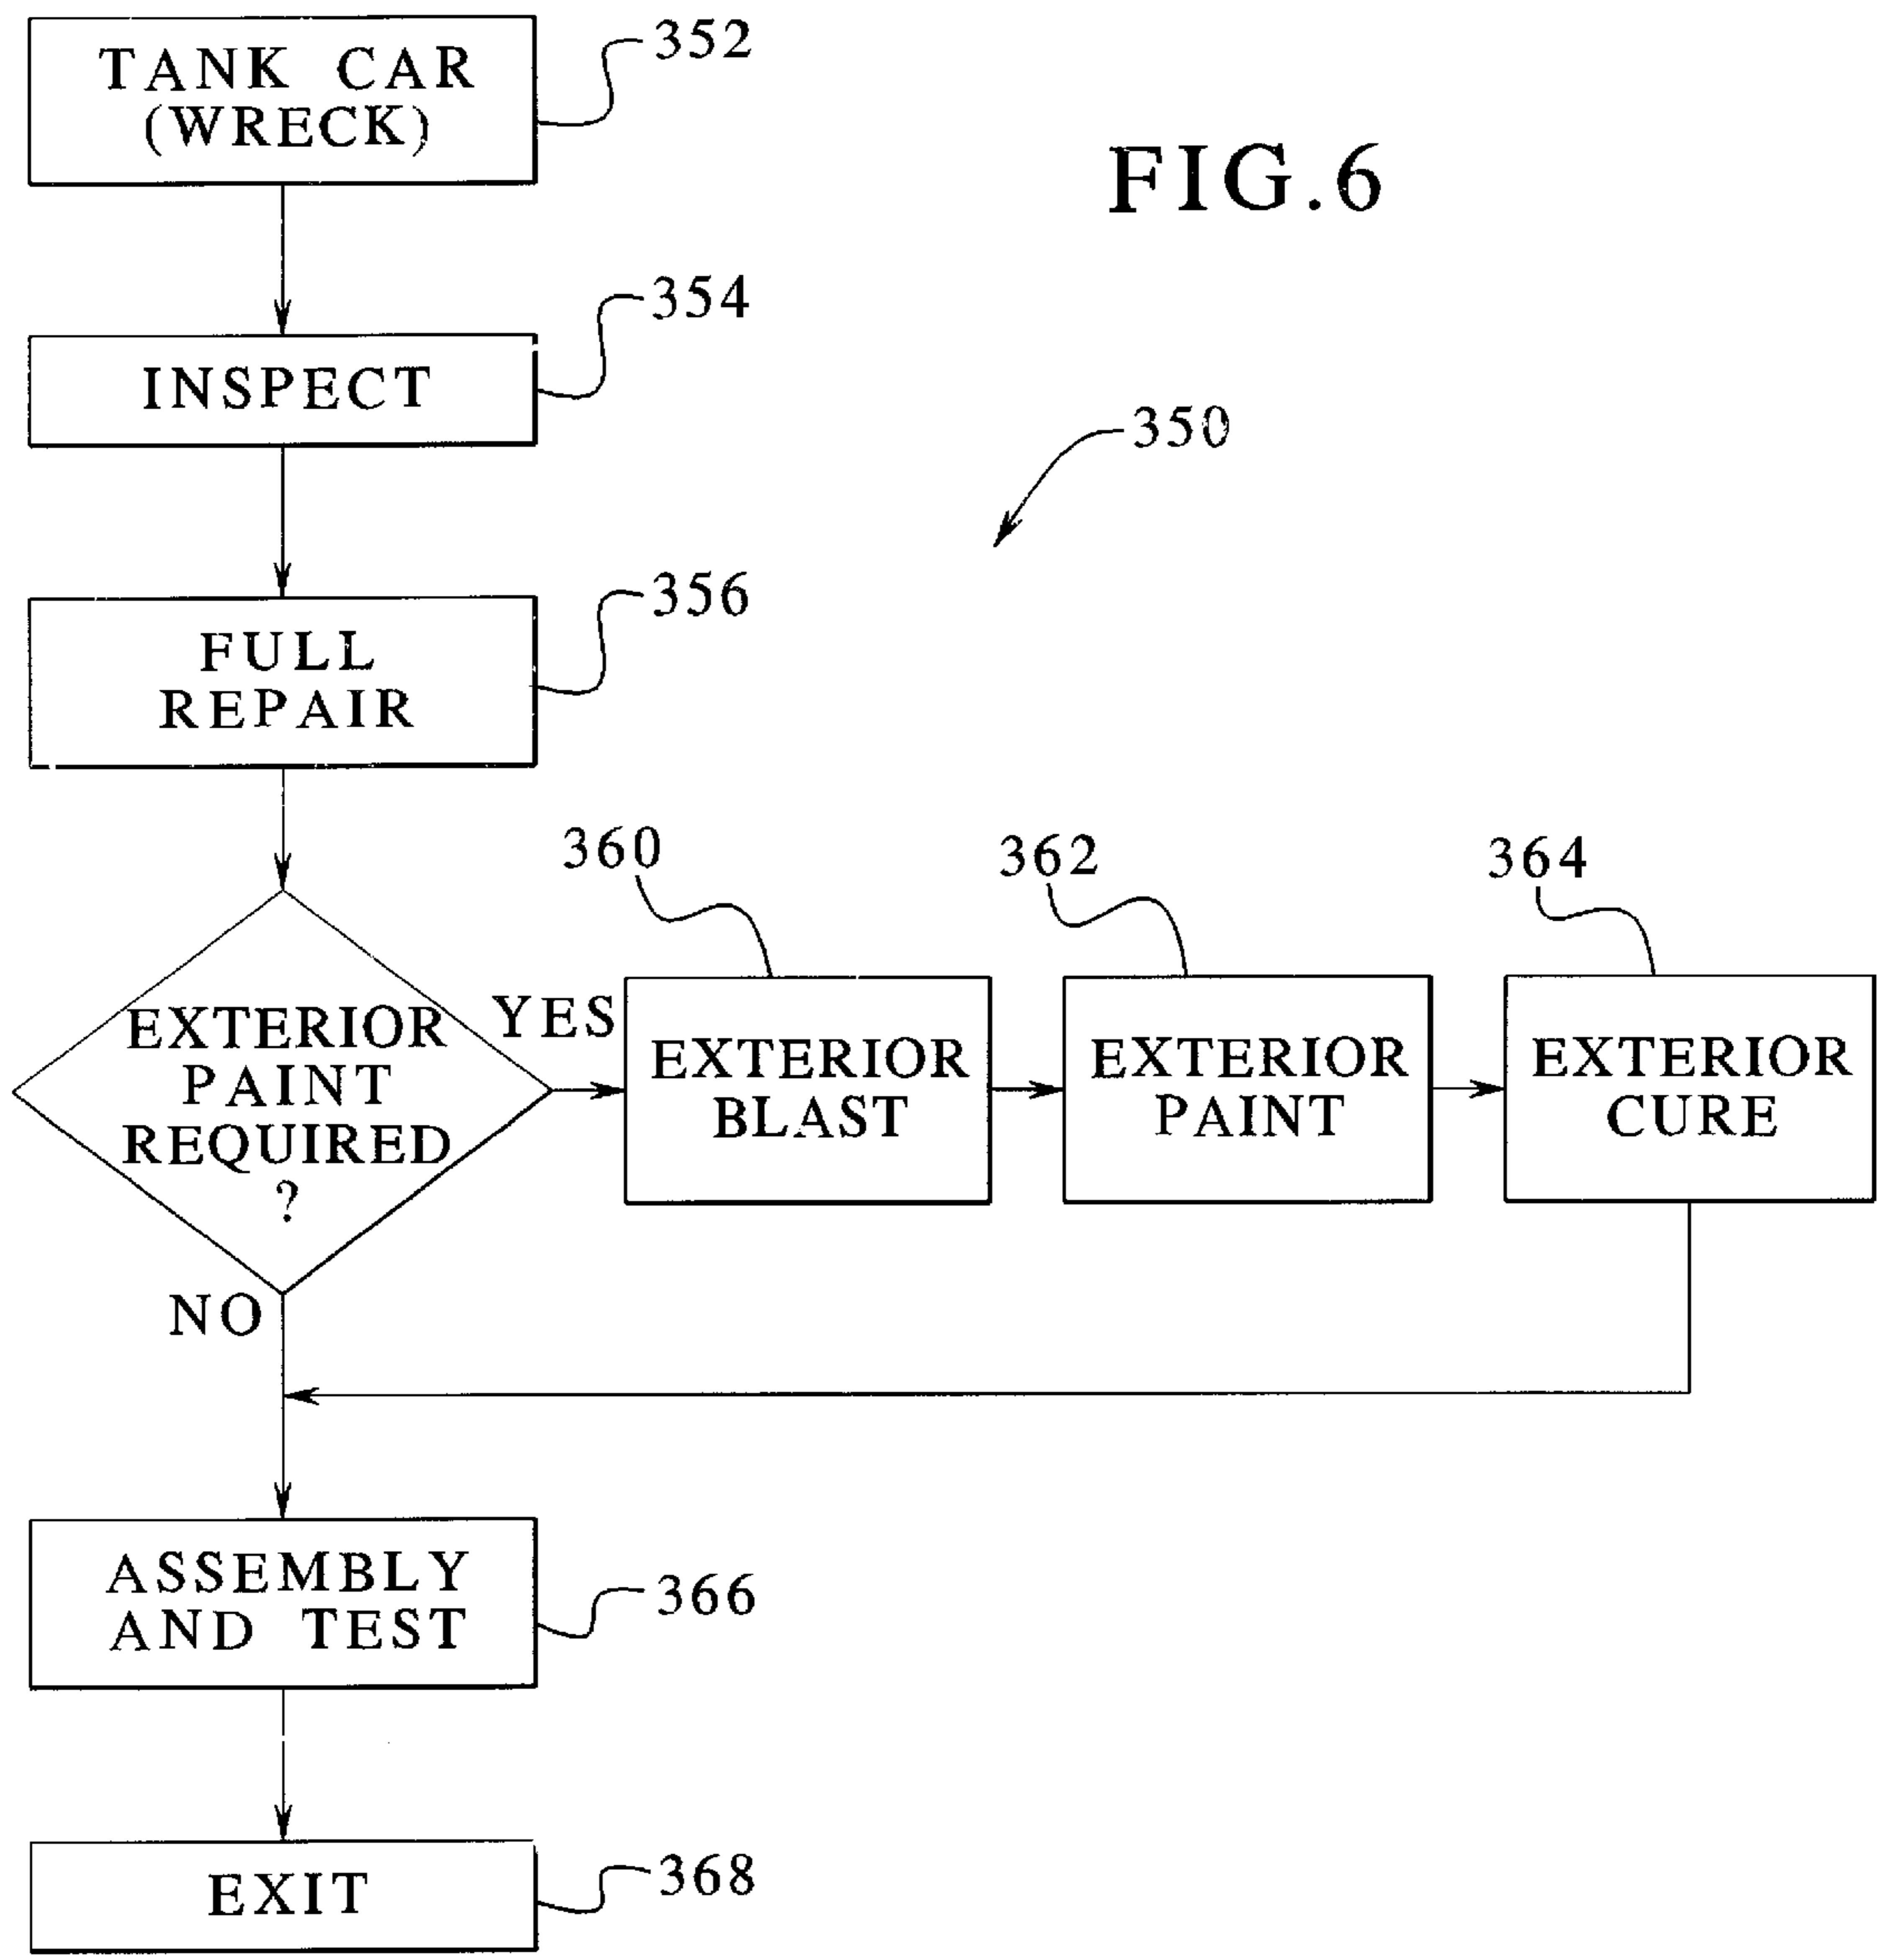 TANK CAR
(WRECK)
352
FIG.6
INSPECT
354
350
FULL
REPAIR
356
EXTERIOR
PAINT
REQUIRED
?
YES
NO
360
EXTERIOR
BLAST
362
EXTERIOR
PAINT
364
EXTERIOR
CURE
ASSEMBLY
AND TEST
366
EXIT
368